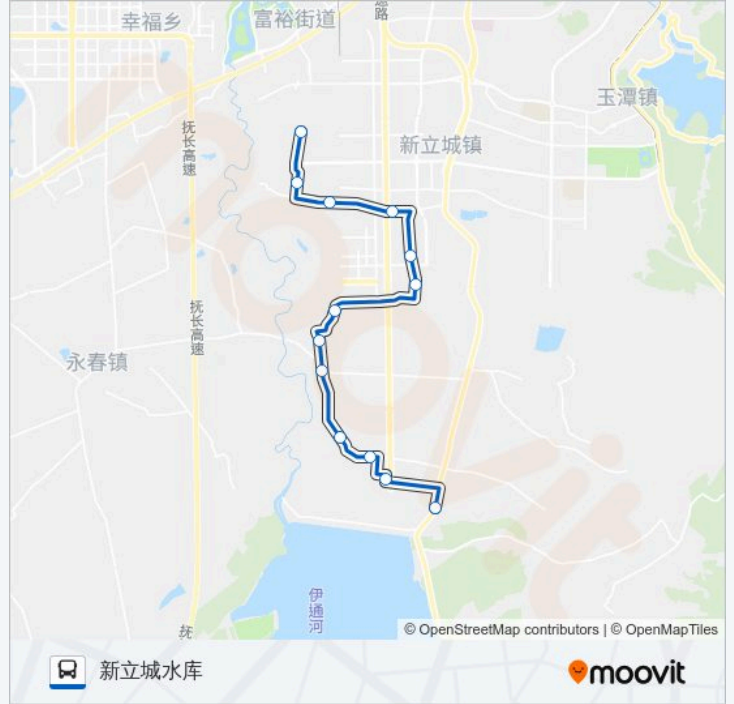 幸福乡
富裕街道
路
玉潭镇
新立城镇
抚长高速
抚长高速
永春镇
伊通河
抚
© OpenStreetMap contributors | © OpenMapTiles
新立城水库
moovit